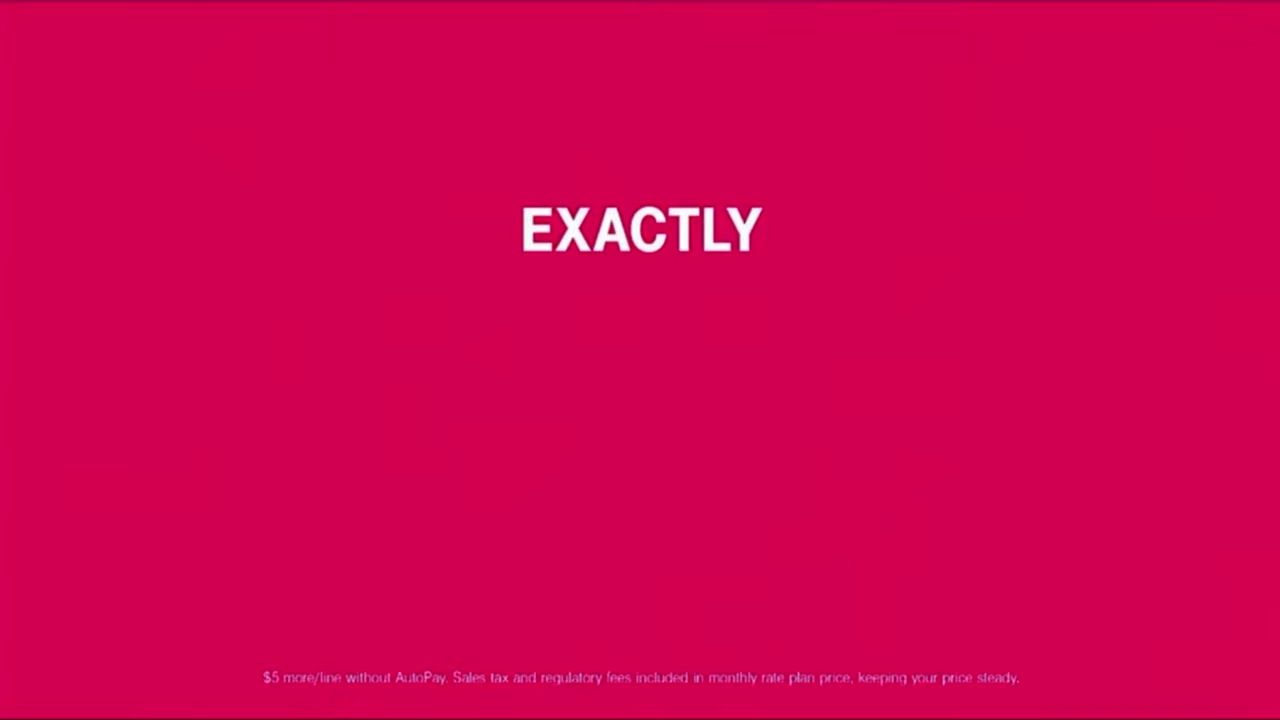 EXACTLY
$5 more/line without AutoPay. Sales tax and regulatory fees included in monthly rate plan price, keeping your price steady.